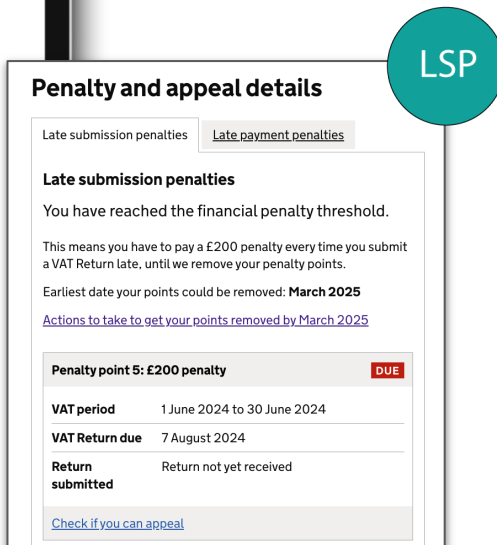 LSP
Penalty and appeal details
Late submission penalties
Late payment penalties
Late submission penalties
You have reached the financial penalty threshold.
This means you have to pay a £200 penalty every time you submit
a VAT Return late, until we remove your penalty points.
Earliest date your points could be removed: March 2025
Actions to take to get your points removed by March 2025
Penalty point 5: £200 penalty
DUE
VAT period 1 June 2024 to 30 June 2024
VAT Return due 7 August 2024
Return Return not yet received
submitted
Check if you can appeal